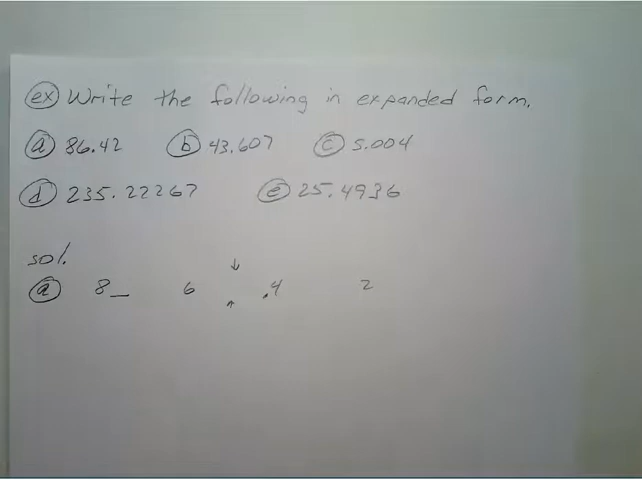 ex Write the following in expanded form.
a 86.42 b 43.607 c 5.004
d 235.22267 e 25.4936
sol.
a 8_ 6 .4 2